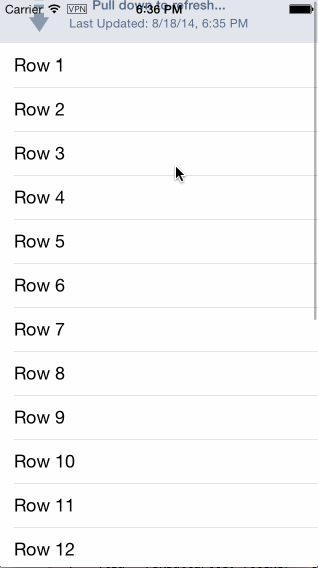 Carrier VPN 6:36 PM
Pull down to refresh...
Last Updated: 8/18/14, 6:35 PM
Row 1
Row 2
Row 3
Row 4
Row 5
Row 6
Row 7
Row 8
Row 9
Row 10
Row 11
Row 12